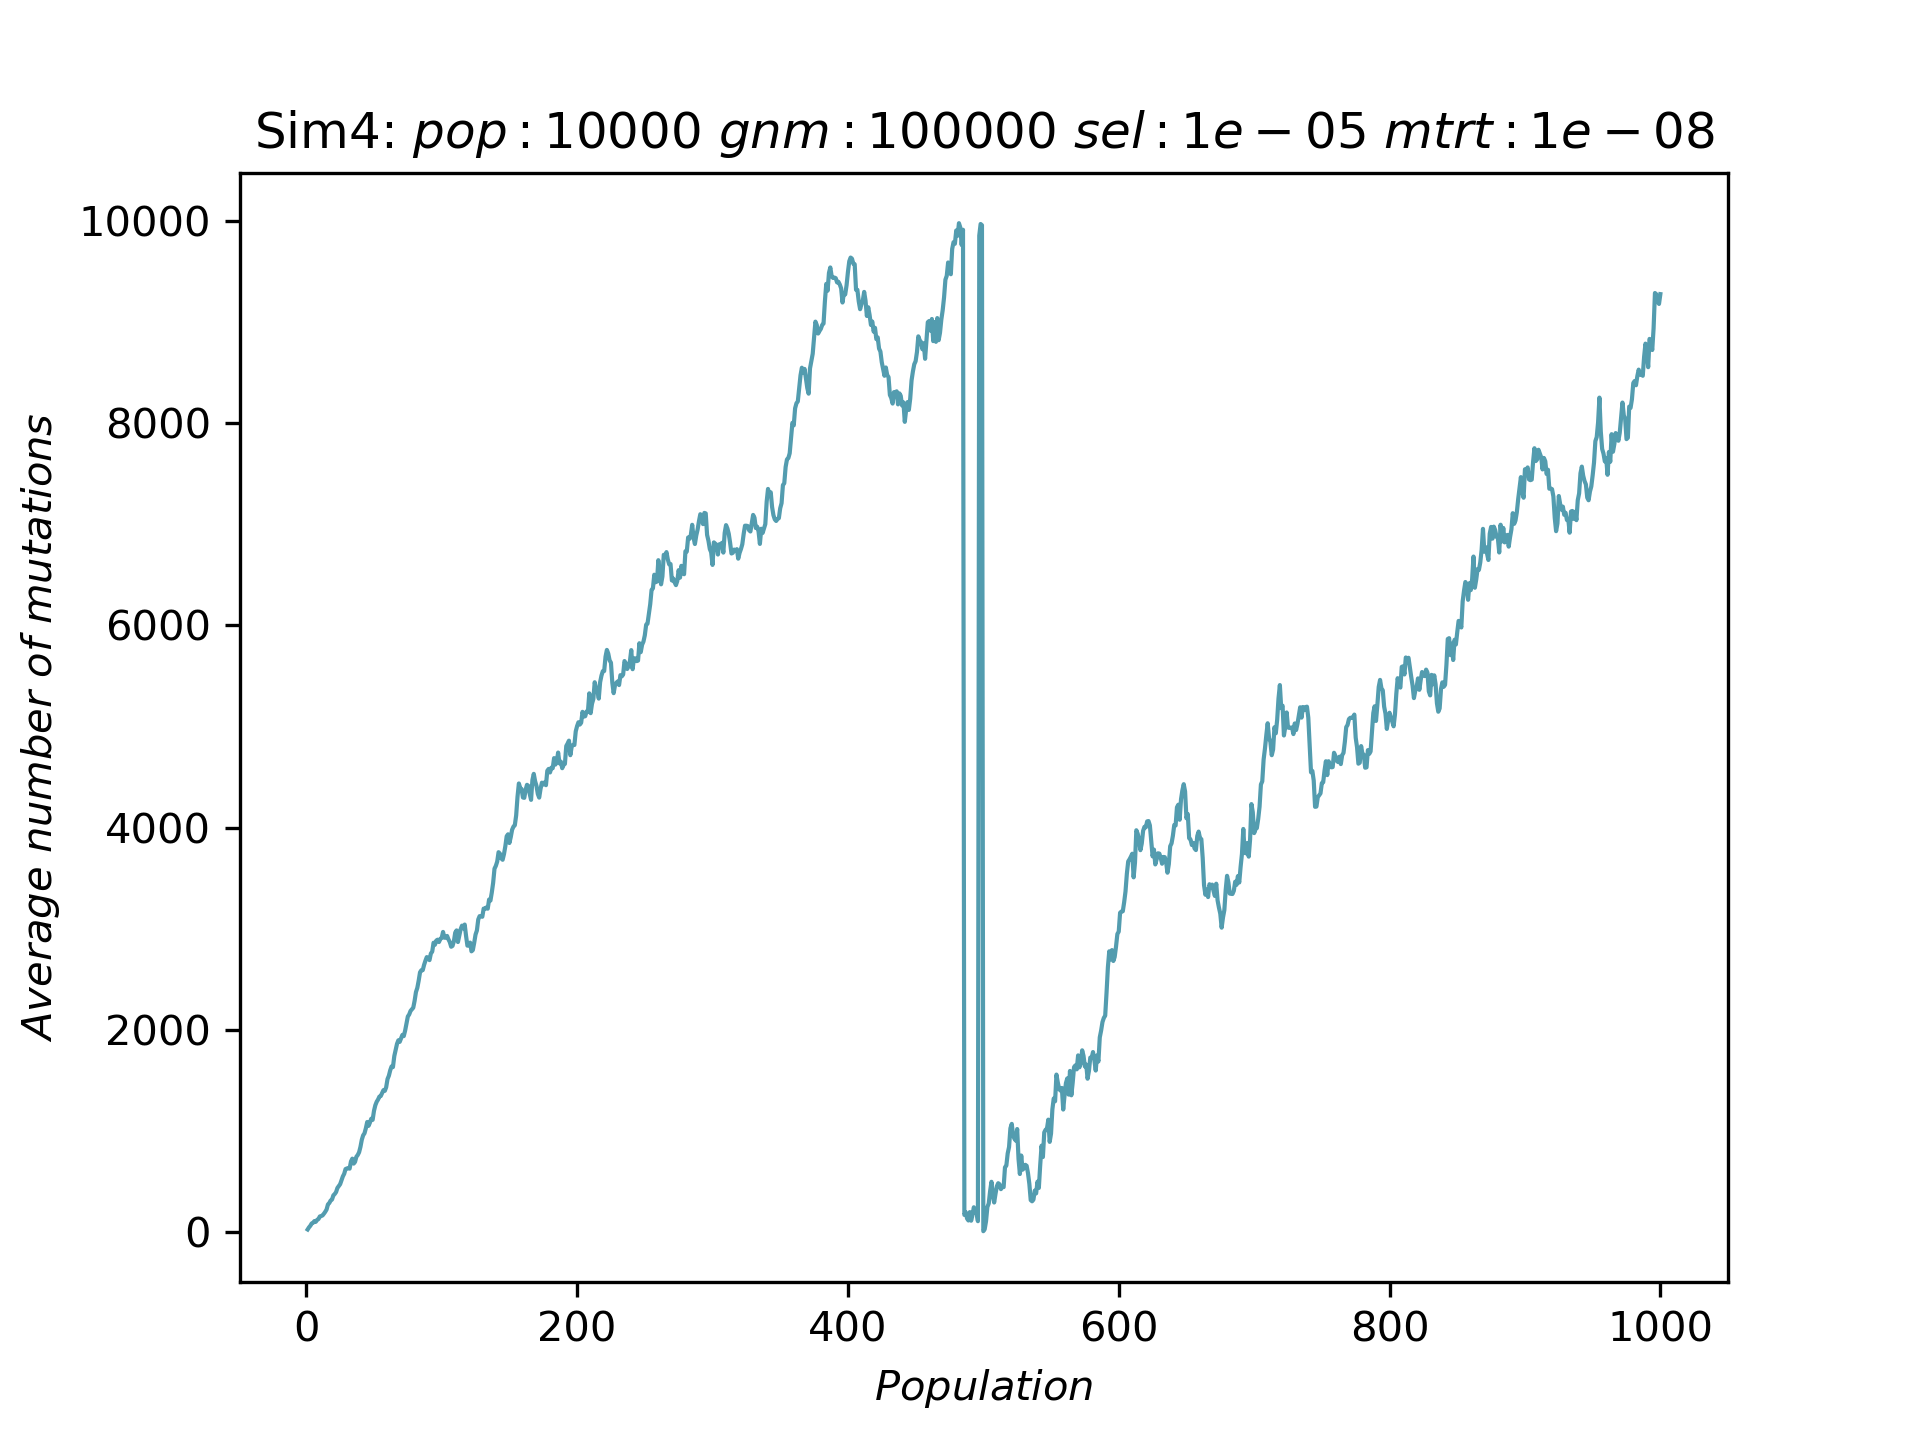 Sim4: pop : 10000 gnm : 100000 sel : 1e − 05 mtrt : 1e − 08
10000
8000
6000
4000
2000
0
Average number of mutations
0 200 400 600 800 1000
Population